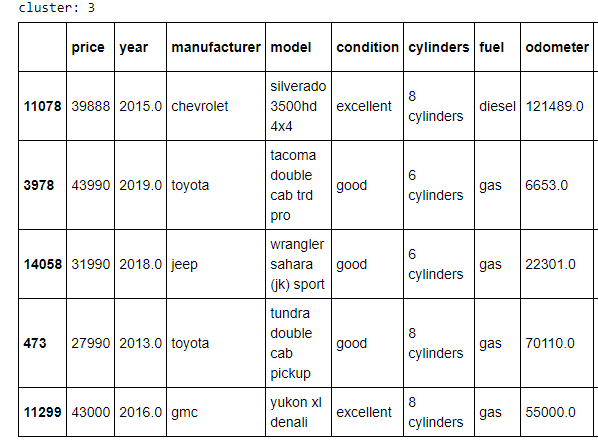 cluster: 3
price year manufacturer model condition cylinders fuel odometer
11078 39888 2015.0 chevrolet silverado 3500hd 4x4 excellent 8 cylinders diesel 121489.0
3978 43990 2019.0 toyota tacoma double cab trd pro good 6 cylinders gas 6653.0
14058 31990 2018.0 jeep wrangler sahara (jk) sport good 6 cylinders gas 22301.0
473 27990 2013.0 toyota tundra double cab pickup good 8 cylinders gas 70110.0
11299 43000 2016.0 gmc yukon xl denali excellent 8 cylinders gas 55000.0